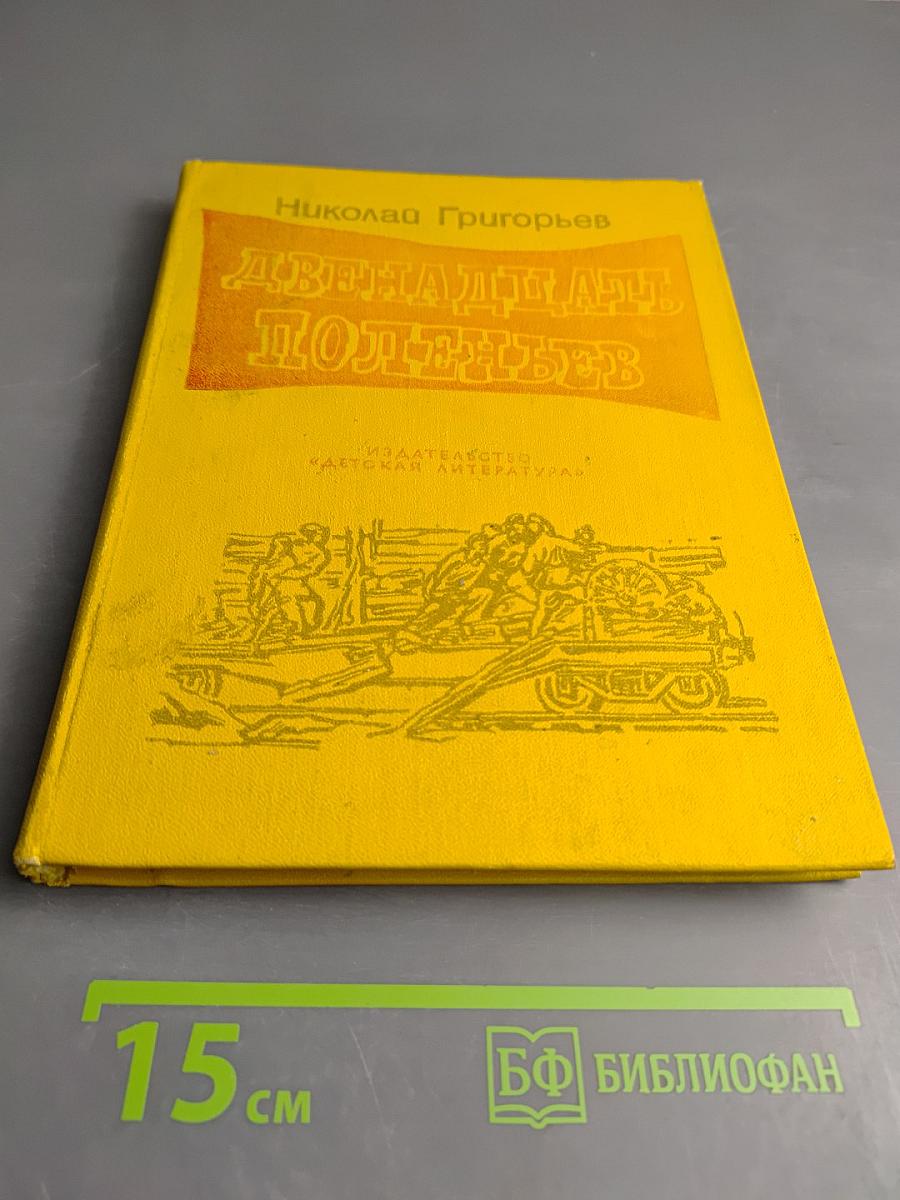 Николай Григорьев
ДВЕНАДЦАТЬ
ПОЛЕНЬЕВ
ИЗДАТЕЛЬСТВО
«ДЕТСКАЯ ЛИТЕРАТУРА»
15 см
БФ БИБЛИОФАН